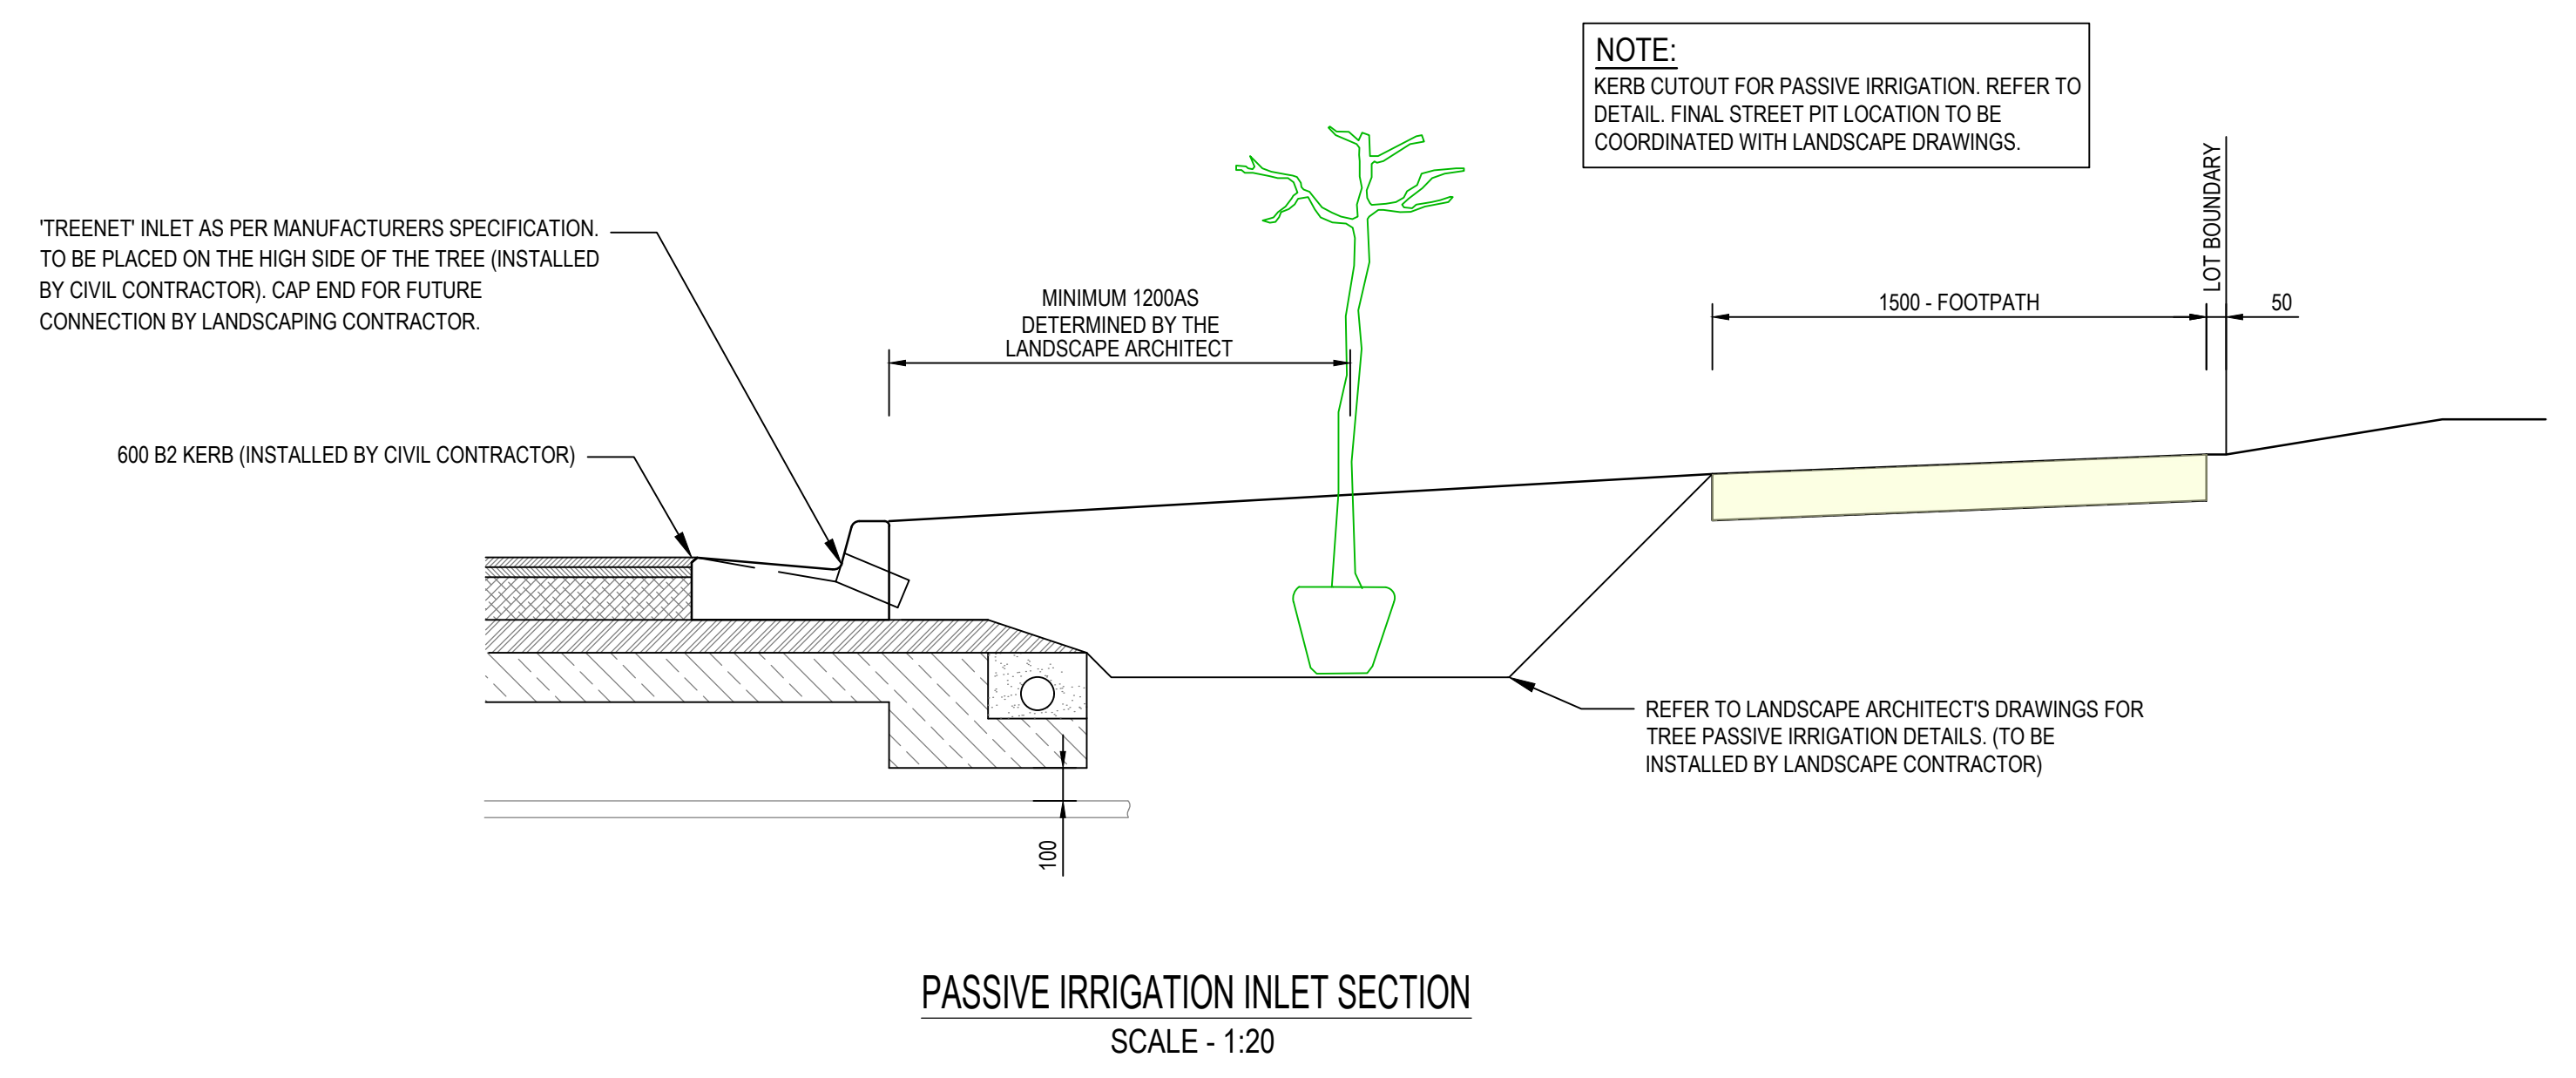 NOTE:
KERB CUTOUT FOR PASSIVE IRRIGATION. REFER TO
DETAIL. FINAL STREET PIT LOCATION TO BE
COORDINATED WITH LANDSCAPE DRAWINGS.
'TREENET' INLET AS PER MANUFACTURERS SPECIFICATION.
TO BE PLACED ON THE HIGH SIDE OF THE TREE (INSTALLED
BY CIVIL CONTRACTOR). CAP END FOR FUTURE
CONNECTION BY LANDSCAPING CONTRACTOR.
MINIMUM 1200AS
DETERMINED BY THE
LANDSCAPE ARCHITECT
1500 - FOOTPATH
LOT BOUNDARY
50
600 B2 KERB (INSTALLED BY CIVIL CONTRACTOR)
REFER TO LANDSCAPE ARCHITECT'S DRAWINGS FOR
TREE PASSIVE IRRIGATION DETAILS. (TO BE
INSTALLED BY LANDSCAPE CONTRACTOR)
100
PASSIVE IRRIGATION INLET SECTION
SCALE - 1:20